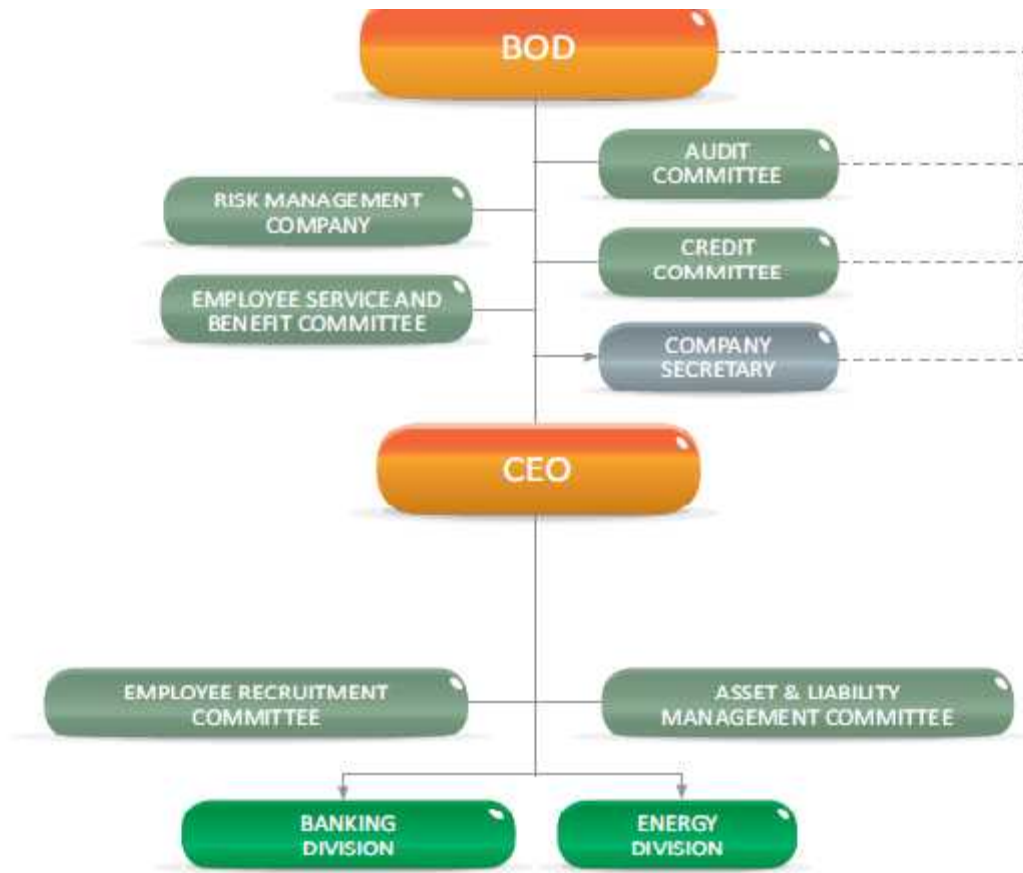 BOD
AUDIT
COMMITTEE
RISK MANAGEMENT
COMPANY
CREDIT
COMMITTEE
EMPLOYEE SERVICE AND
BENEFIT COMMITTEE
COMPANY
SECRETARY
CEO
EMPLOYEE RECRUITMENT
COMMITTEE
ASSET & LIABILITY
MANAGEMENT COMMITTEE
BANKING
DIVISION
ENERGY
DIVISION